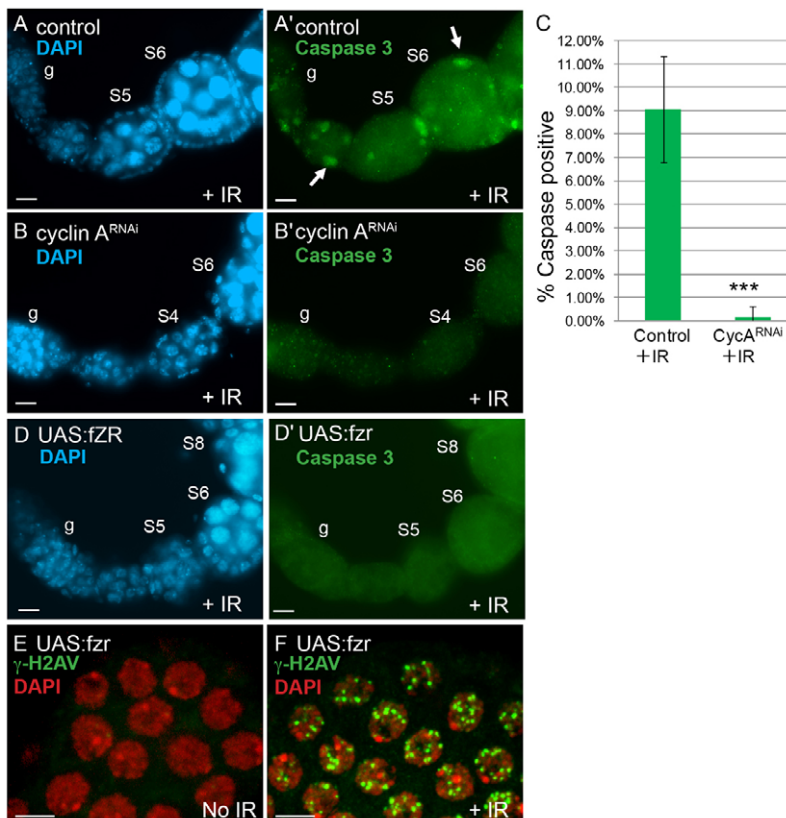 A control
DAPI
g
S5
S6
+ IR
A' control
Caspase 3
g
S5
S6
+ IR
C
% Caspase positive
12.00%
11.00%
10.00%
9.00%
8.00%
7.00%
6.00%
5.00%
4.00%
3.00%
2.00%
1.00%
0.00%
***
Control
+IR
CycARNAi
+IR
B cyclin ARNAi
DAPI
g
S4
S6
+ IR
B' cyclin ARNAi
Caspase 3
g
S4
S6
+ IR
D UAS:fZR
DAPI
g
S5
S6
S8
+ IR
D' UAS:fzr
Caspase 3
g
S5
S6
S8
+ IR
E UAS:fzr
γ-H2AV
DAPI
No IR
F UAS:fzr
γ-H2AV
DAPI
+ IR